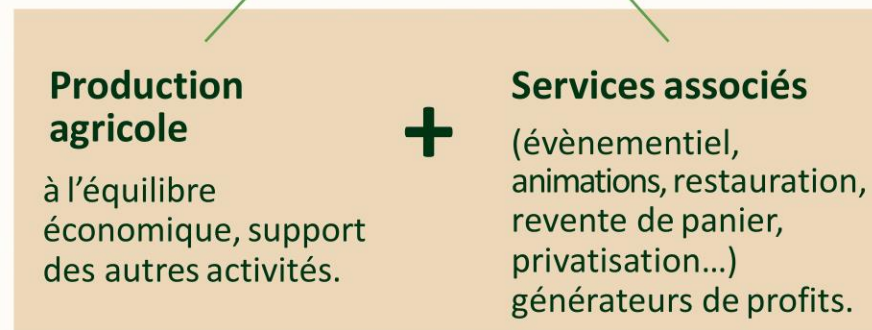 Production
agricole
à l’équilibre
économique, support
des autres activités.
+
Services associés
(évènementiel,
animations, restauration,
revente de panier,
privatisation…)
générateurs de profits.